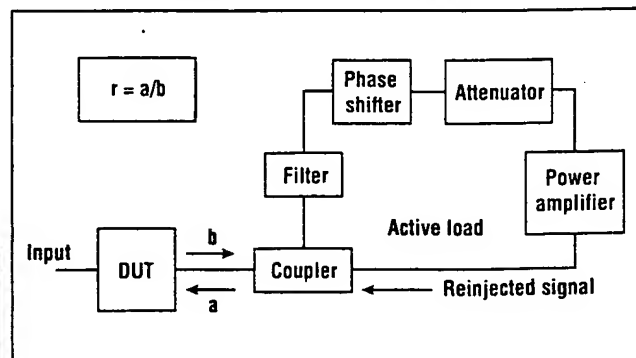 r = a/b
Phase
shifter
Attenuator
Filter
Power
amplifier
Active load
Input
DUT
b
a
Coupler
Reinjected signal